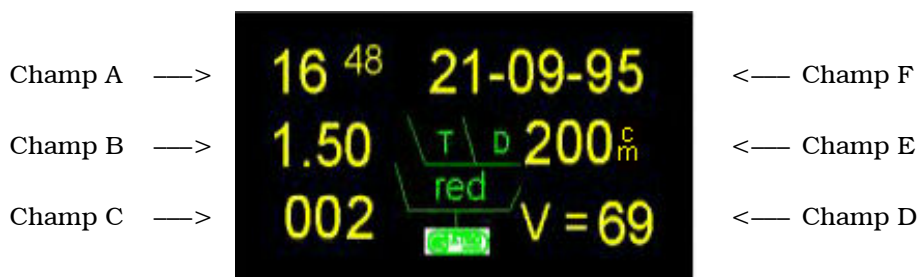 Champ A —–> 16 48 21-09-95 <—– Champ F
Champ B —–> 1.50 T D 200 cm <—– Champ E
Champ C —–> 002 red V = 69 <—– Champ D